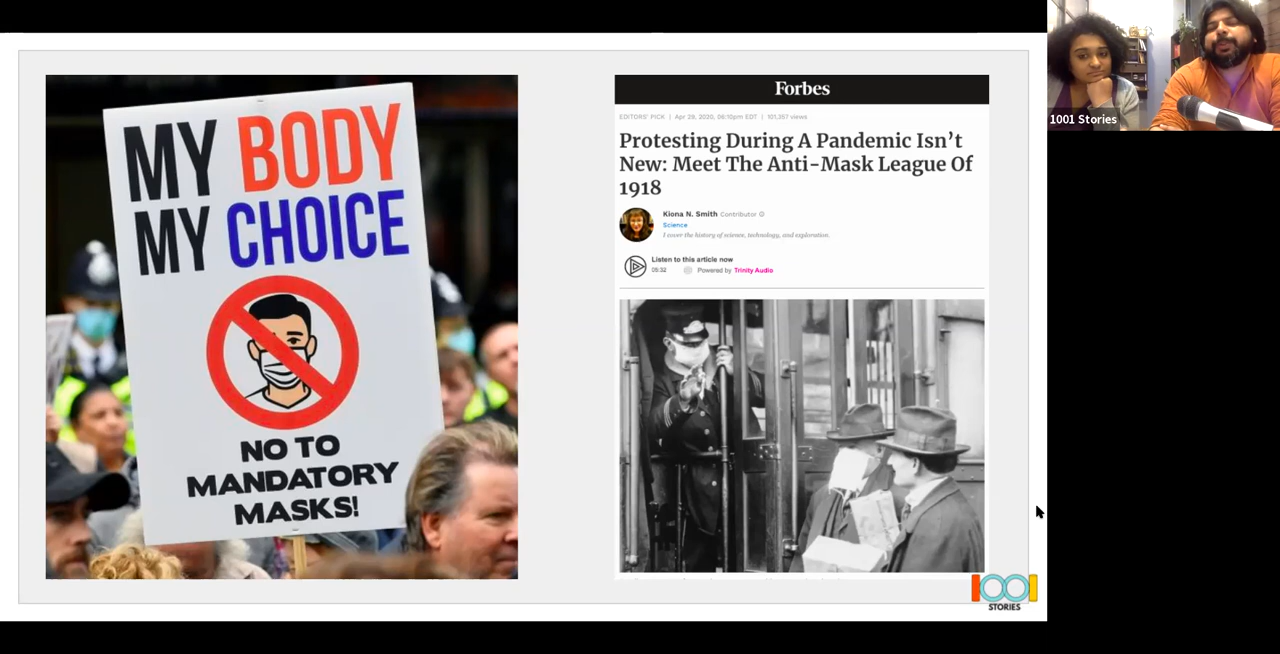 MY BODY
MY CHOICE
NO TO
MANDATORY
MASKS!
Forbes
EDITORS' PICK | Apr 29, 2020, 06:10pm EDT | 101,357 views
Protesting During A Pandemic Isn't
New: Meet The Anti-Mask League Of
1918
Kiona N. Smith Contributor
Science
I cover the history of science, technology, and exploration.
Listen to this article now
05:32 Powered by Trinity Audio
1001
STORIES
1001 Stories